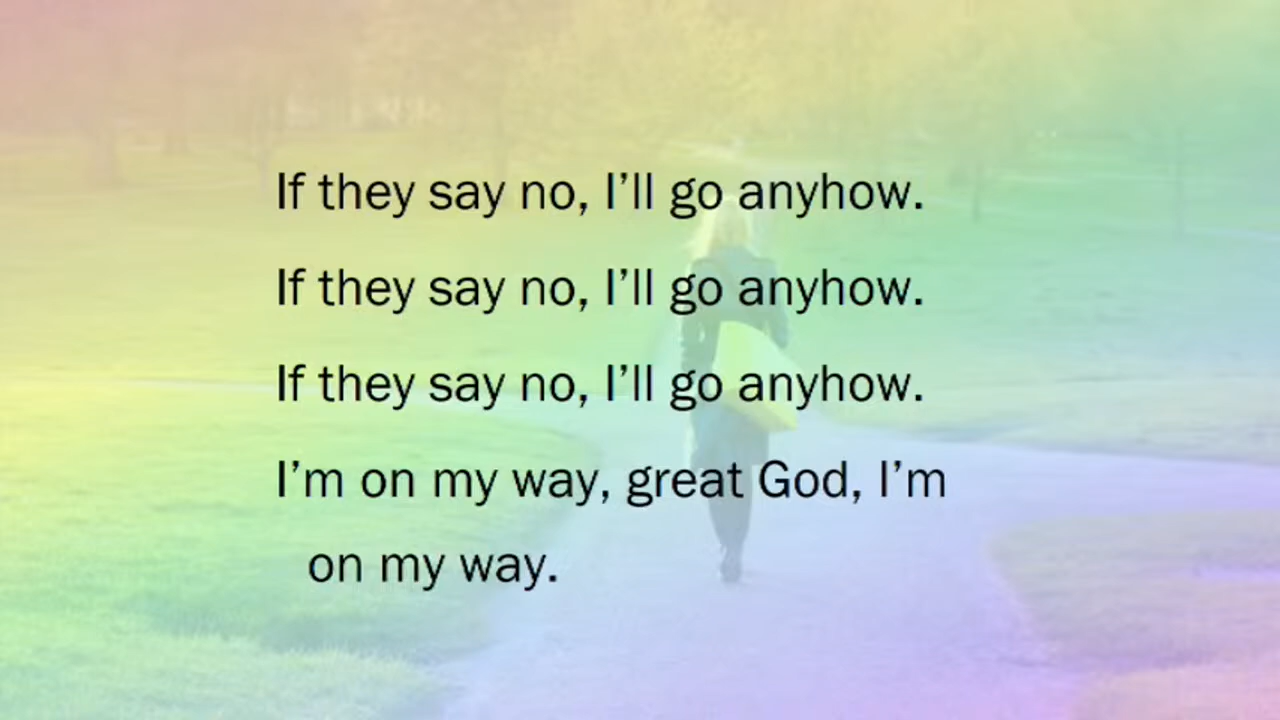 If they say no, I’ll go anyhow.
If they say no, I’ll go anyhow.
If they say no, I’ll go anyhow.
I’m on my way, great God, I’m
on my way.